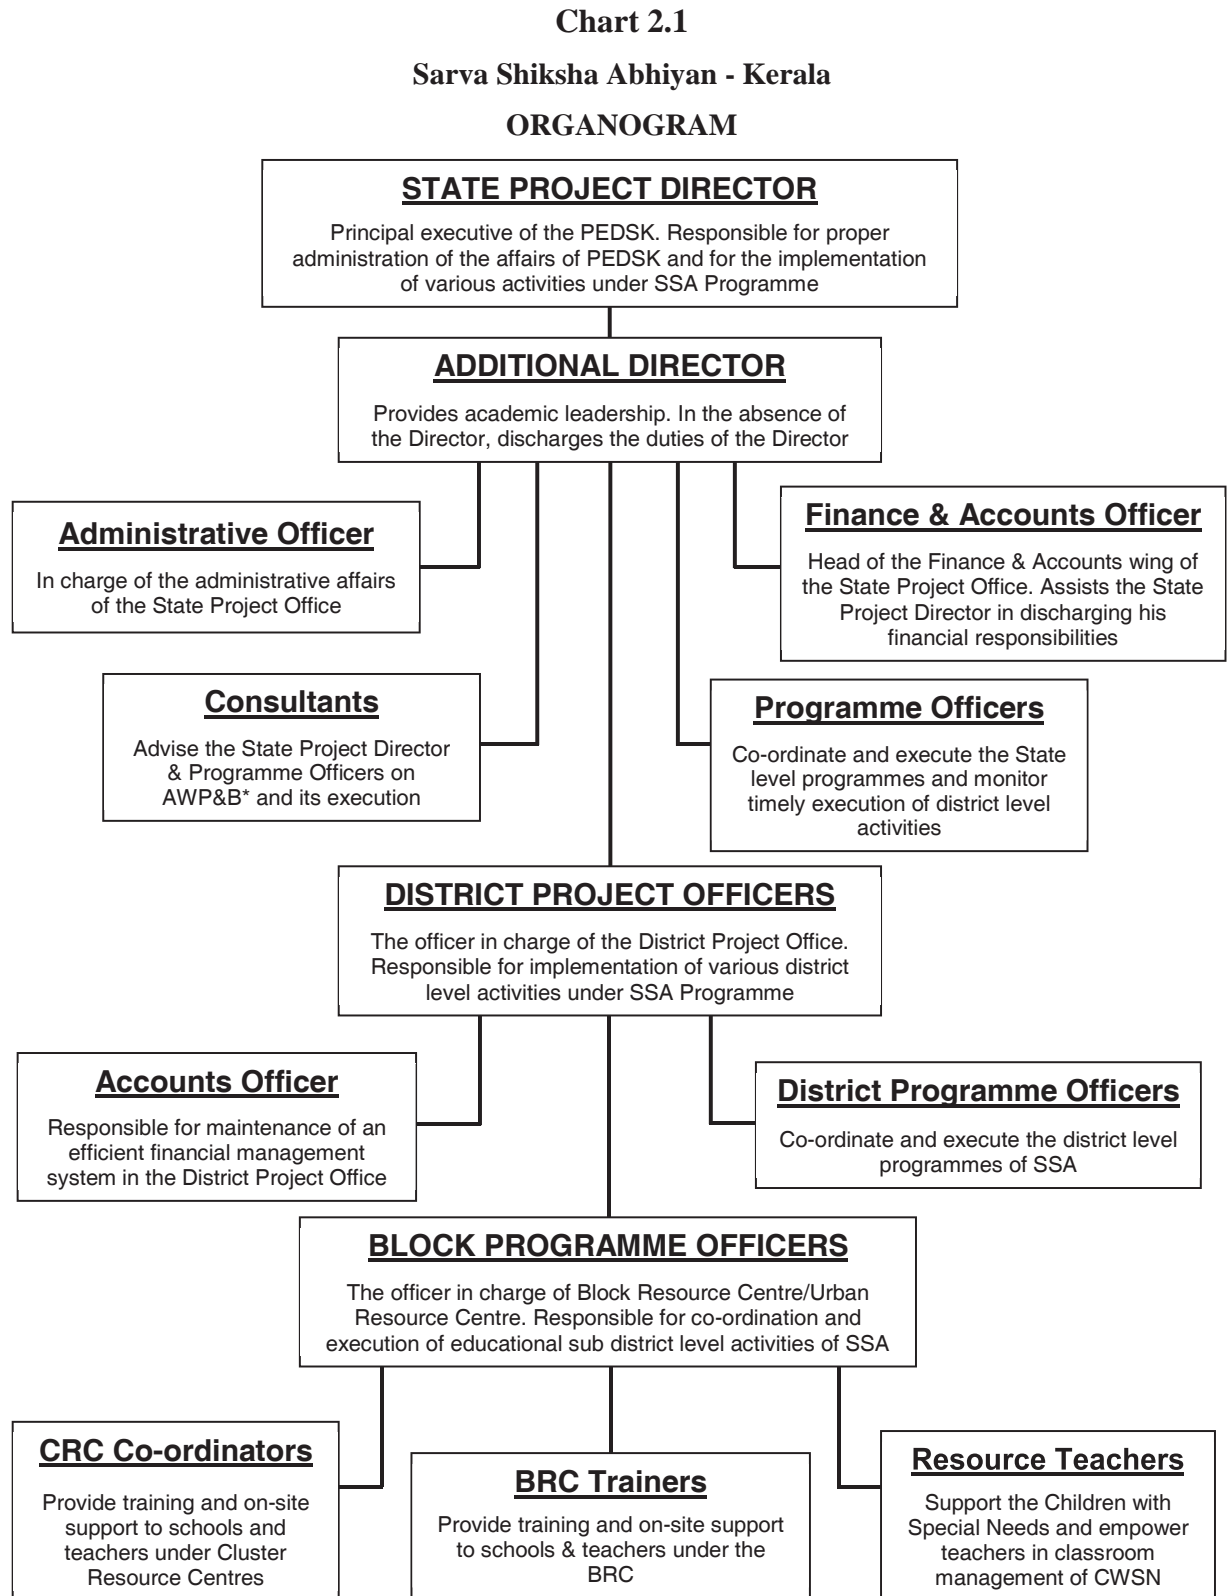 Chart 2.1
Sarva Shiksha Abhiyan - Kerala
ORGANOGRAM
STATE PROJECT DIRECTOR
Principal executive of the PEDSK. Responsible for proper
administration of the affairs of PEDSK and for the implementation
of various activities under SSA Programme
ADDITIONAL DIRECTOR
Provides academic leadership. In the absence of
the Director, discharges the duties of the Director
Administrative Officer
In charge of the administrative affairs
of the State Project Office
Finance & Accounts Officer
Head of the Finance & Accounts wing of
the State Project Office. Assists the State
Project Director in discharging his
financial responsibilities
Consultants
Advise the State Project Director
& Programme Officers on
AWP&B* and its execution
Programme Officers
Co-ordinate and execute the State
level programmes and monitor
timely execution of district level
activities
DISTRICT PROJECT OFFICERS
The officer in charge of the District Project Office.
Responsible for implementation of various district
level activities under SSA Programme
Accounts Officer
Responsible for maintenance of an
efficient financial management
system in the District Project Office
District Programme Officers
Co-ordinate and execute the district level
programmes of SSA
BLOCK PROGRAMME OFFICERS
The officer in charge of Block Resource Centre/Urban
Resource Centre. Responsible for co-ordination and
execution of educational sub district level activities of SSA
CRC Co-ordinators
Provide training and on-site
support to schools and
teachers under Cluster
Resource Centres
BRC Trainers
Provide training and on-site support
to schools & teachers under the
BRC
Resource Teachers
Support the Children with
Special Needs and empower
teachers in classroom
management of CWSN